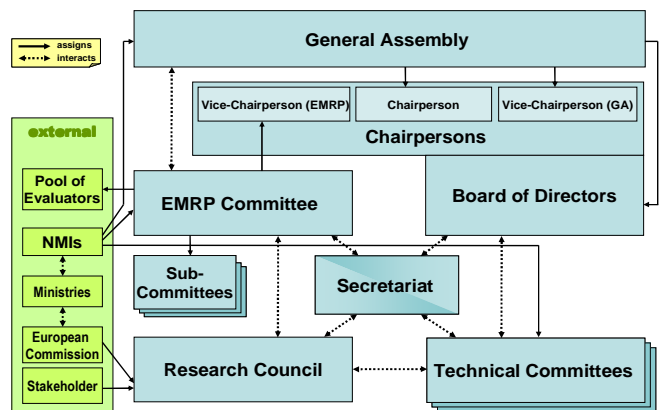 General Assembly
assigns
interacts
Vice-Chairperson (EMRP)
Chairperson
Vice-Chairperson (GA)
Chairpersons
external
Pool of
Evaluators
EMRP Committee
Board of Directors
NMIs
Sub-
Committees
Secretariat
Ministries
European
Commission
Research Council
Technical Committees
Stakeholder